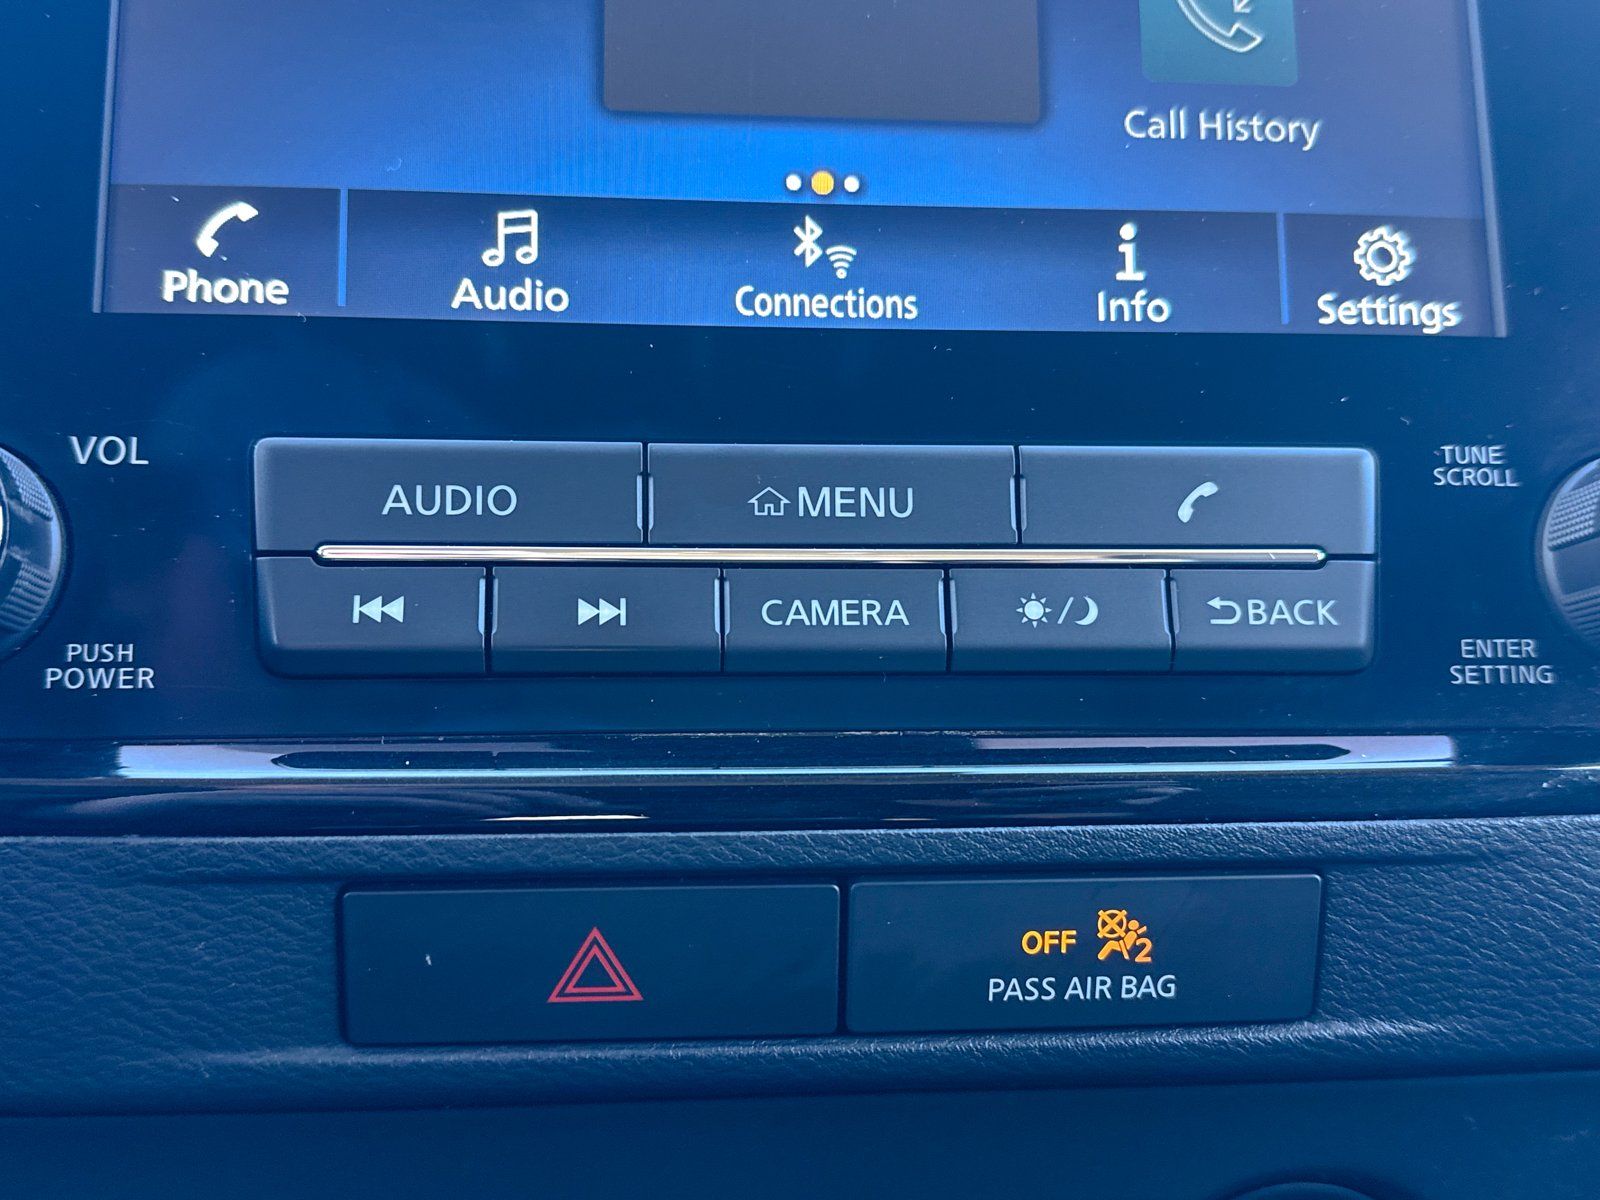 Call History
Phone
Audio
Connections
Info
Settings
VOL
AUDIO
MENU
TUNE
SCROLL
CAMERA
BACK
PUSH
POWER
ENTER
SETTING
OFF 2
PASS AIR BAG